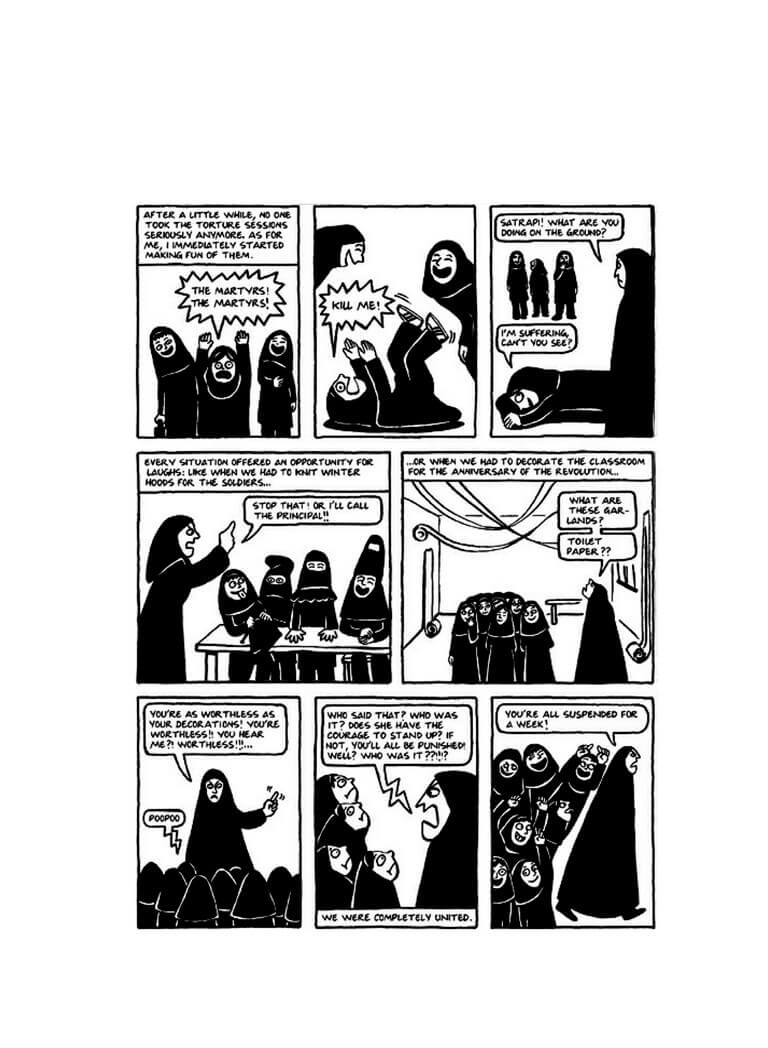 AFTER A LITTLE WHILE, NO ONE
TOOK THE TORTURE SESSIONS
SERIOUSLY ANYMORE. AS FOR
ME, I IMMEDIATELY STARTED
MAKING FUN OF THEM.
THE MARTYRS!
THE MARTYRS!
KILL ME!
SATRAPI! WHAT ARE YOU
DOING ON THE GROUND?
I'M SUFFERING,
CAN'T YOU SEE?
EVERY SITUATION OFFERED AN OPPORTUNITY FOR
LAUGHS: LIKE WHEN WE HAD TO KNIT WINTER
HOODS FOR THE SOLDIERS...
STOP THAT! OR I'LL CALL
THE PRINCIPAL!!
...OR WHEN WE HAD TO DECORATE THE CLASSROOM
FOR THE ANNIVERSARY OF THE REVOLUTION...
WHAT ARE
THESE GAR-
LANDS?
TOILET
PAPER??
YOU'RE AS WORTHLESS AS
YOUR DECORATIONS! YOU'RE
WORTHLESS!! YOU HEAR
ME?! WORTHLESS!!!...
POOPOO
WHO SAID THAT? WHO WAS
IT? DOES SHE HAVE THE
COURAGE TO STAND UP? IF
NOT, YOU'LL ALL BE PUNISHED!
WELL? WHO WAS IT??!!!?
WE WERE COMPLETELY UNITED.
YOU'RE ALL SUSPENDED FOR
A WEEK!